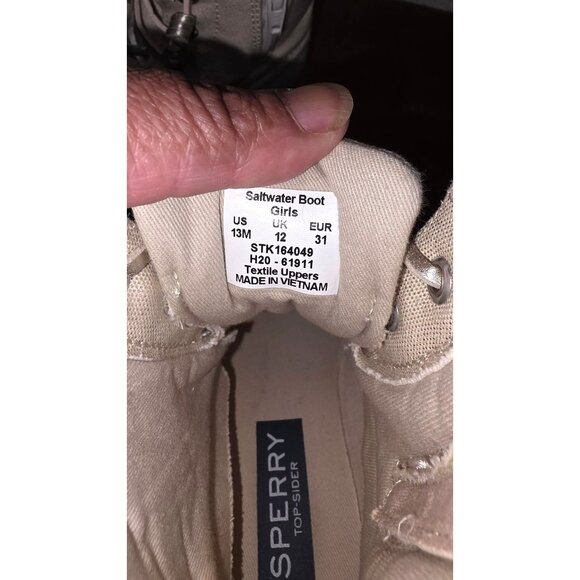 Saltwater Boot
Girls
US UK EUR
13M 12 31
STK164049
H20 - 61911
Textile Uppers
MADE IN VIETNAM
SPERRY
TOP-SIDER